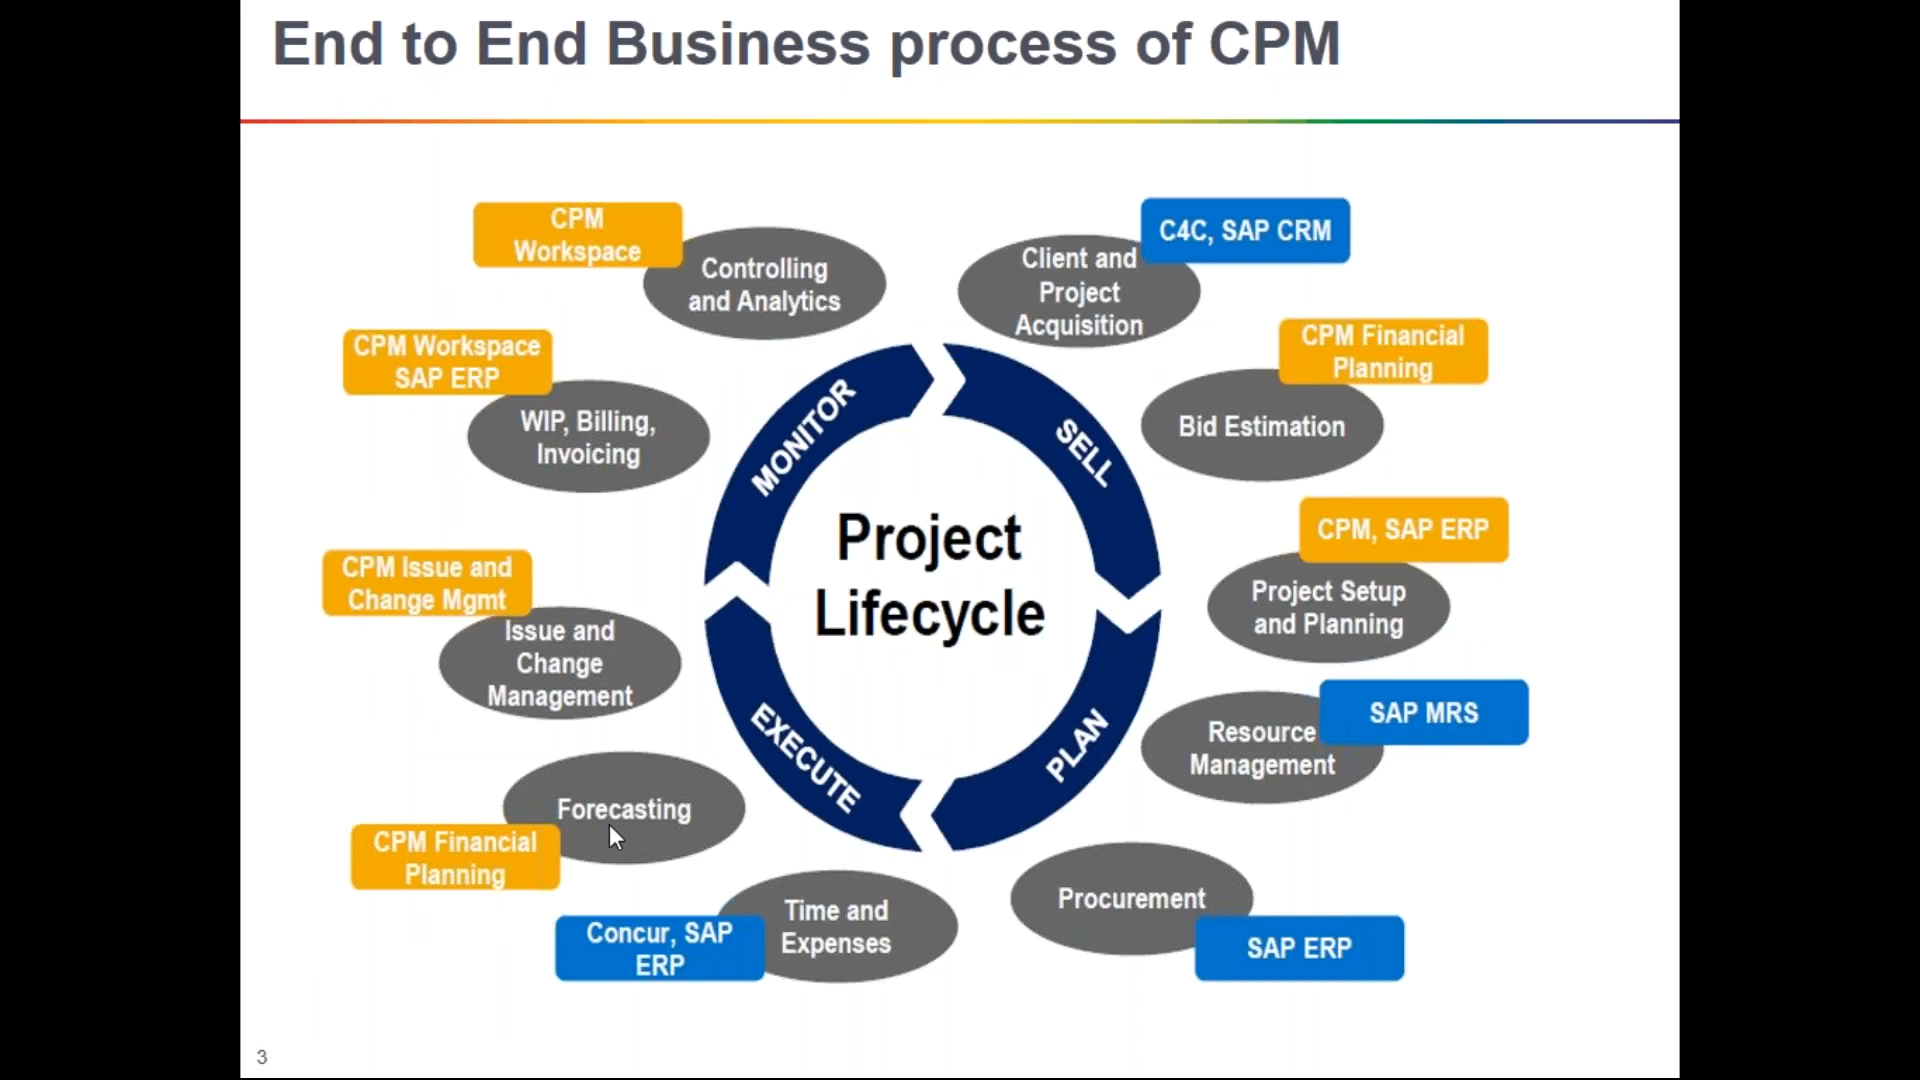 End to End Business process of CPM
CPM
Workspace
Controlling
and Analytics
C4C, SAP CRM
Client and
Project
Acquisition
CPM Financial
Planning
Bid Estimation
CPM Workspace
SAP ERP
WIP, Billing,
Invoicing
MONITOR
SELL
CPM, SAP ERP
Project Setup
and Planning
Project
Lifecycle
CPM Issue and
Change Mgmt
Issue and
Change
Management
SAP MRS
Resource
Management
EXECUTE
PLAN
Forecasting
CPM Financial
Planning
Time and
Expenses
Concur, SAP
ERP
Procurement
SAP ERP
3